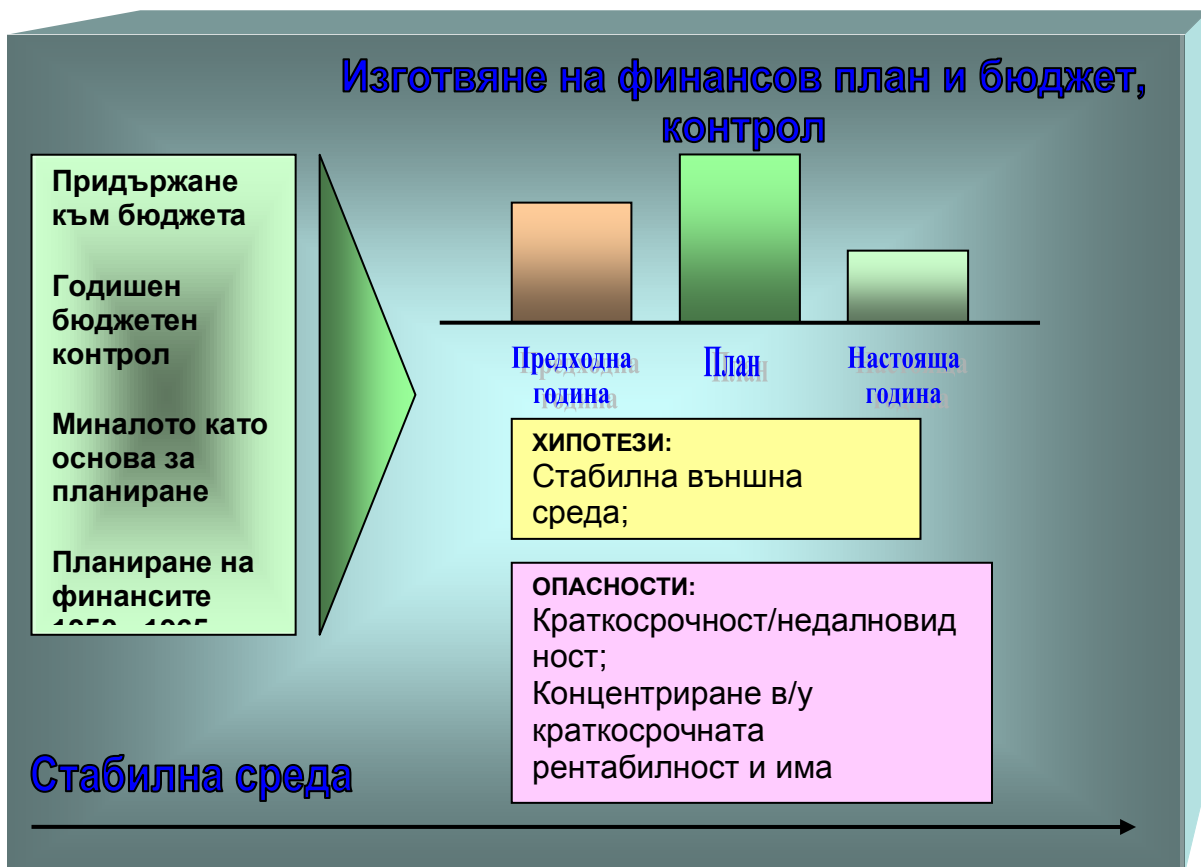 Изготвяне на финансов план и бюджет,
контрол
Придържане
към бюджета
Годишен
бюджетен
контрол
Миналото като
основа за
планиране
Планиране на
финансите
Предходна
година
План
Настояща
година
ХИПОТЕЗИ:
Стабилна външна
среда;
ОПАСНОСТИ:
Краткосрочност/недалновид
ност;
Концентриране в/у
краткосрочната
рентабилност и има
Стабилна среда